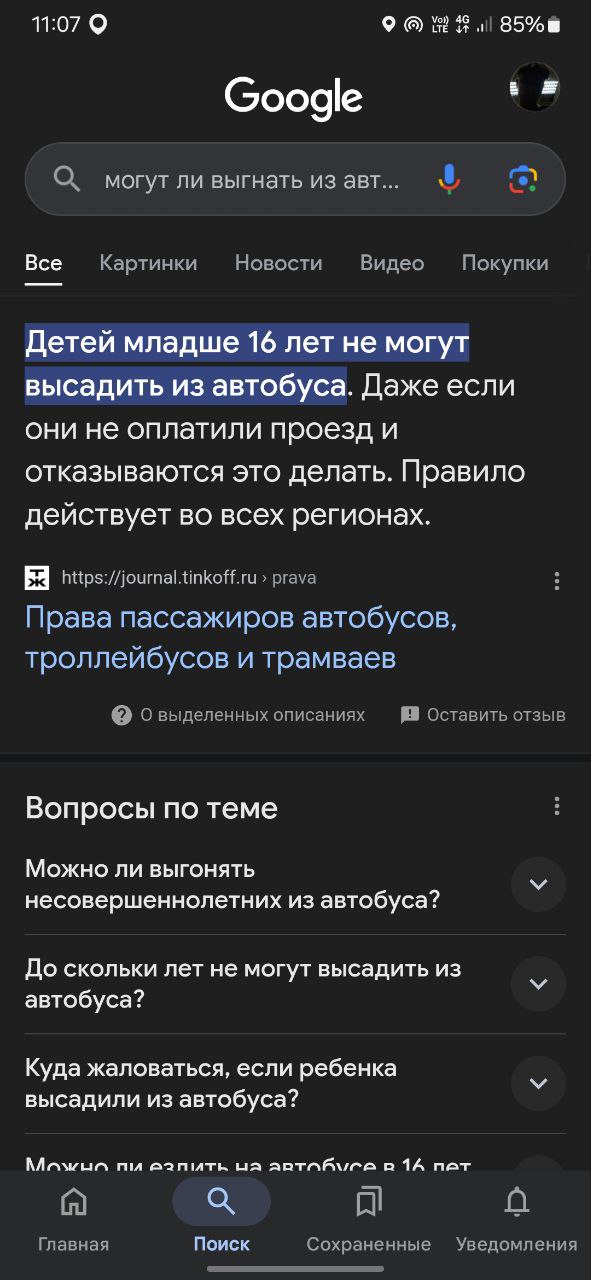 11:07
Vo)) LTE 4G 85%
Google
могут ли выгнать из авт...
Все Картинки Новости Видео Покупки
Детей младше 16 лет не могут
высадить из автобуса. Даже если
они не оплатили проезд и
отказываются это делать. Правило
действует во всех регионах.
ТЖ https://journal.tinkoff.ru › prava
Права пассажиров автобусов,
троллейбусов и трамваев
О выделенных описаниях Оставить отзыв
Вопросы по теме
Можно ли выгонять
несовершеннолетних из автобуса?
До скольки лет не могут высадить из
автобуса?
Куда жаловаться, если ребенка
высадили из автобуса?
Можно ли ездить на автобусе в 16 лет
Главная Поиск Сохраненные Уведомления